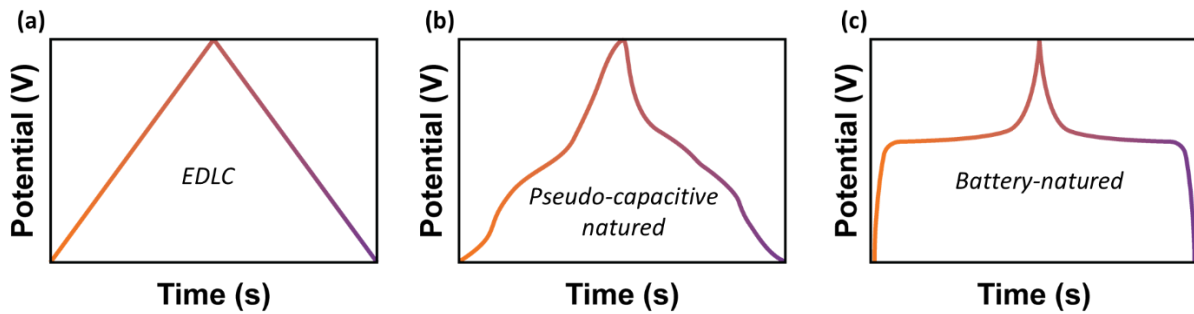 (a)
Potential (V)
EDLC
Time (s)
(b)
Potential (V)
Pseudo-capacitive
natured
Time (s)
(c)
Potential (V)
Battery-natured
Time (s)